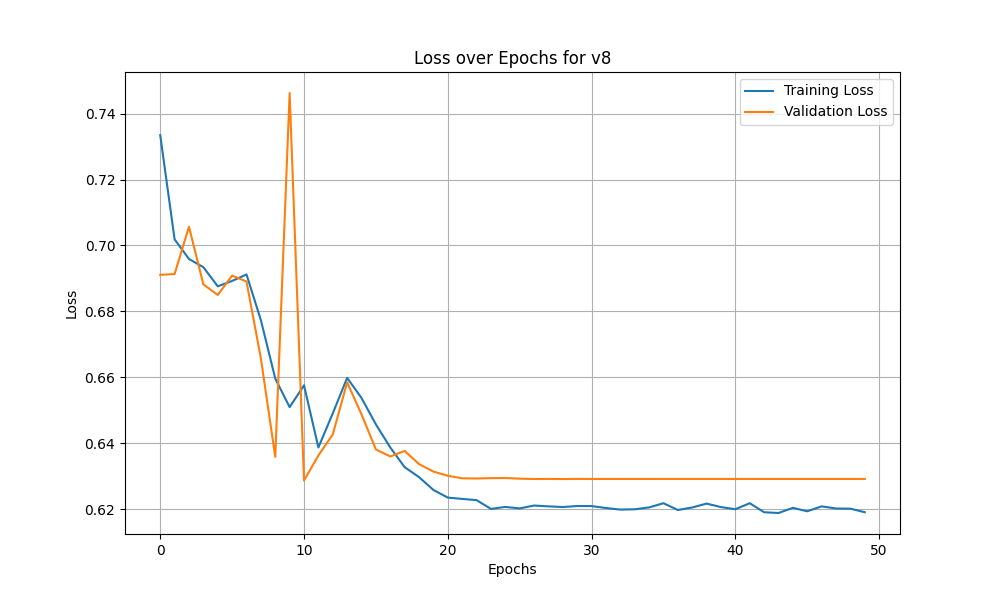 Loss over Epochs for v8
Training Loss
Validation Loss
0.74
0.72
0.70
0.68
0.66
0.64
0.62
Loss
0 10 20 30 40 50
Epochs